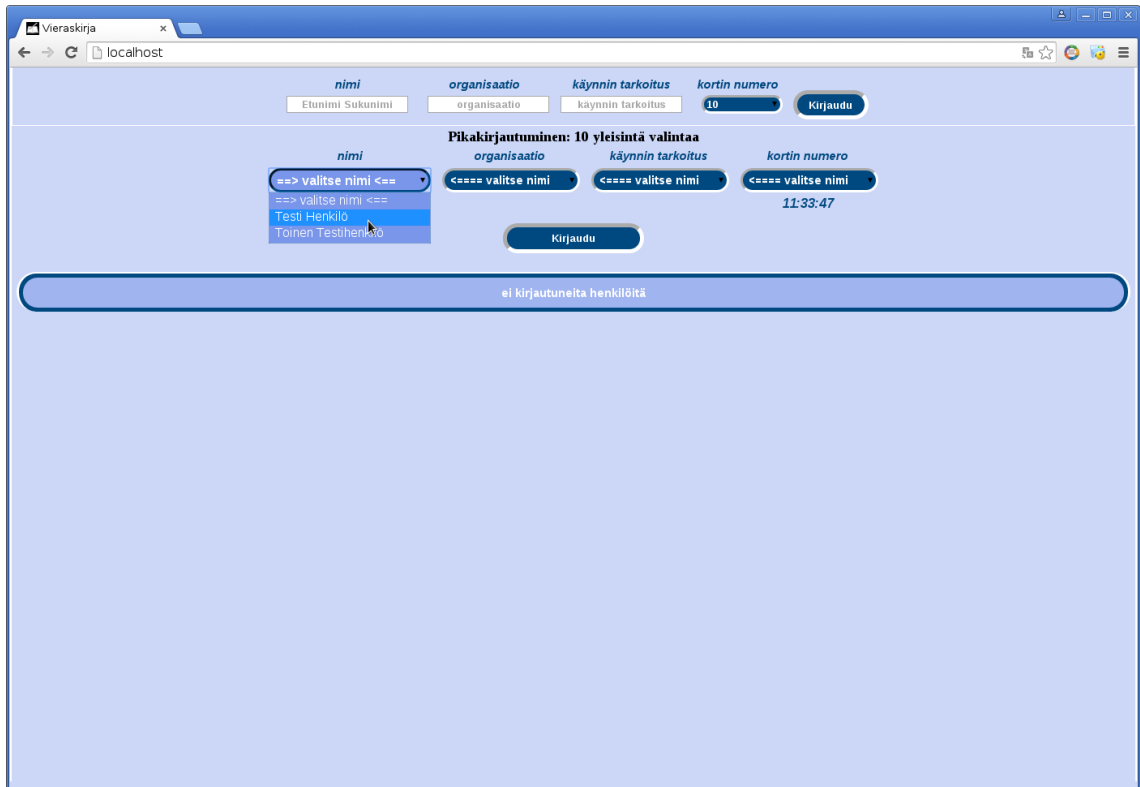 Vieraskirja
localhost
nimi organisaatio käynnin tarkoitus kortin numero
Etunimi Sukunimi organisaatio käynnin tarkoitus 10 Kirjaudu
Pikakirjautuminen: 10 yleisintä valintaa
nimi organisaatio käynnin tarkoitus kortin numero
==> valitse nimi <== <==== valitse nimi <==== valitse nimi <==== valitse nimi
==> valitse nimi <==
11:33:47
Testi Henkilö
Toinen Testihenkilö
Kirjaudu
ei kirjautuneita henkilöitä